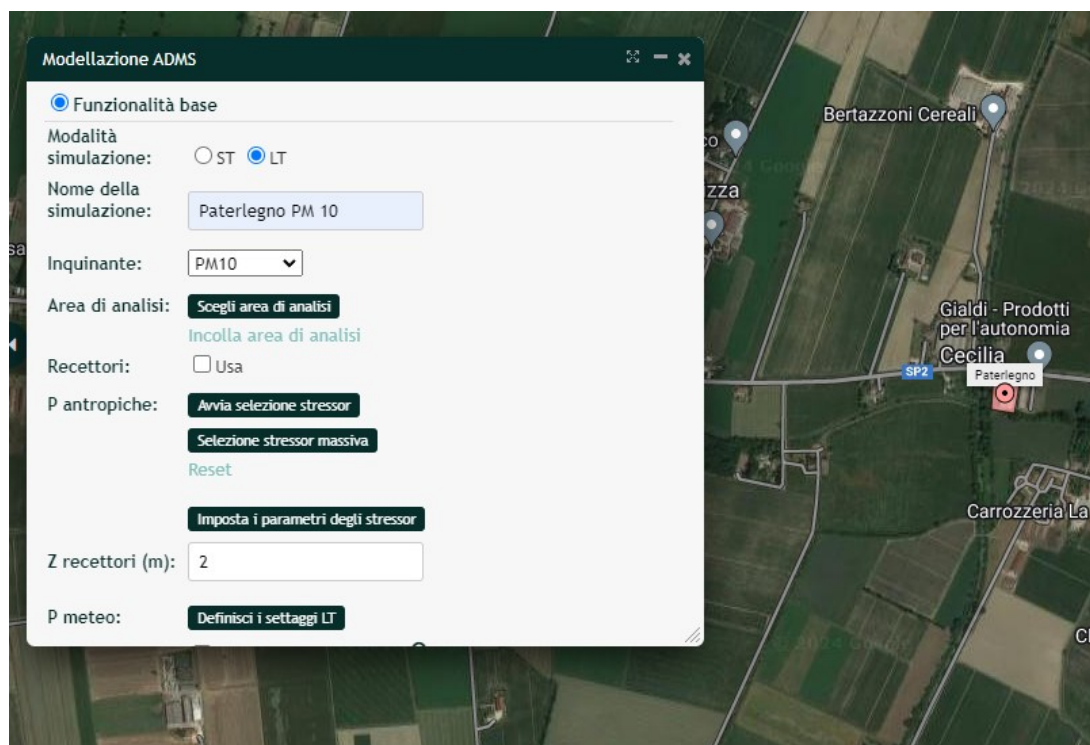 Modellazione ADMS
Funzionalità base
Modalità
simulazione:
ST
LT
Nome della
simulazione:
Paterlegno PM 10
Inquinante:
PM10
Area di analisi:
Scegli area di analisi
Incolla area di analisi
Recettori:
Usa
P antropiche:
Avvia selezione stressor
Selezione stressor massiva
Reset
Imposta i parametri degli stressor
Z recettori (m):
2
P meteo:
Definisci i settaggi LT
Bertazzoni Cereali
co
zza
Gialdi - Prodotti
per l'autonomia
Cecilia
SP2
Paterlegno
Carrozzeria La